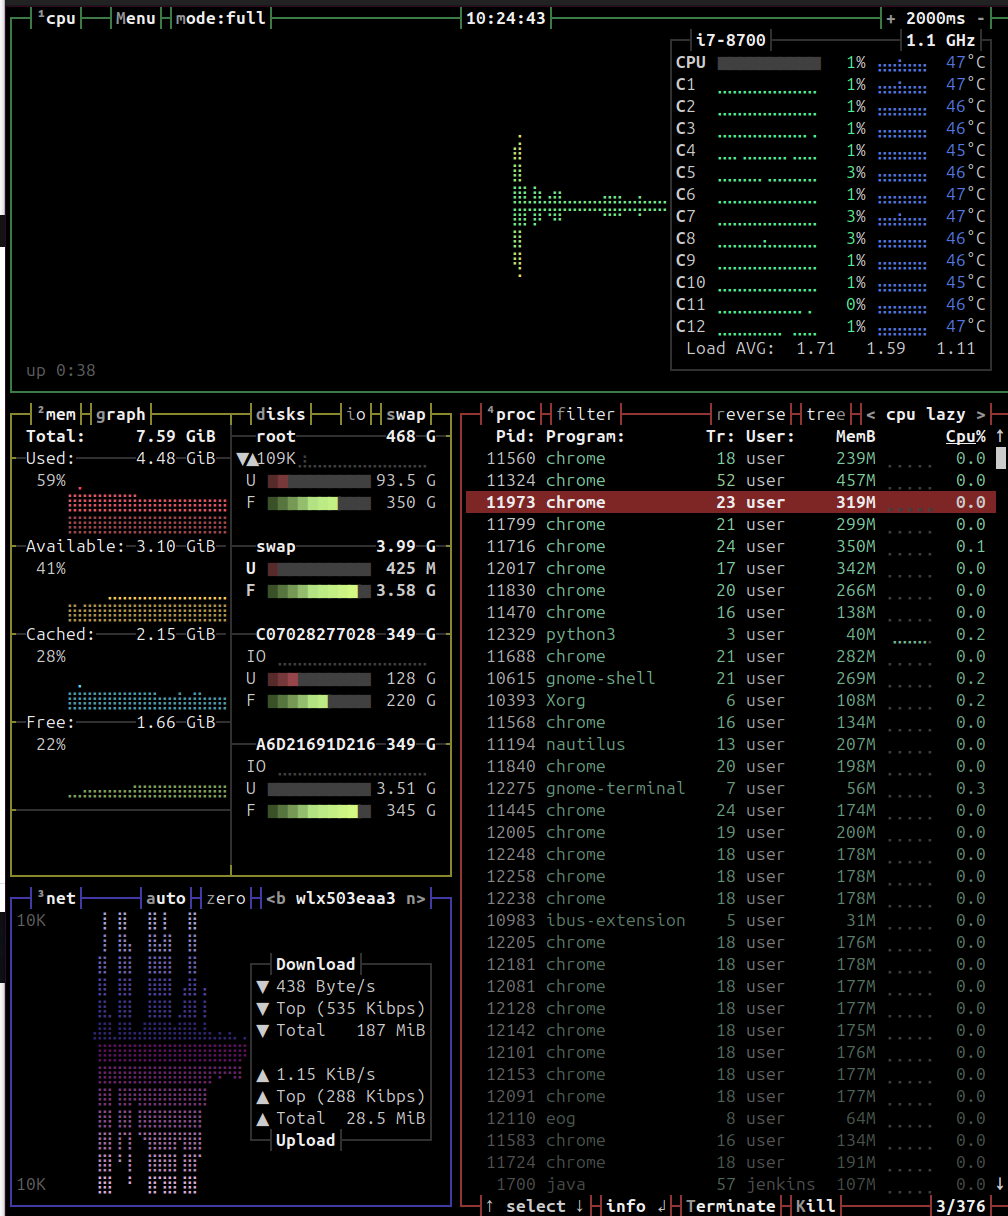 ¹cpu Menu mode:full 10:24:43 + 2000ms -
i7-8700 1.1 GHz
CPU 1% 47°C
C1 1% 47°C
C2 1% 46°C
C3 1% 46°C
C4 1% 45°C
C5 3% 46°C
C6 1% 47°C
C7 3% 47°C
C8 3% 46°C
C9 1% 46°C
C10 1% 45°C
C11 0% 46°C
C12 1% 47°C
Load AVG: 1.71 1.59 1.11
up 0:38
²mem graph disks io swap
Total: 7.59 GiB
Used: 4.48 GiB
59%
Available: 3.10 GiB
41%
Cached: 2.15 GiB
28%
Free: 1.66 GiB
22%
root 468 G
▼▲109K
U 93.5 G
F 350 G
swap 3.99 G
U 425 M
F 3.58 G
C07028277028 349 G
IO
U 128 G
F 220 G
A6D21691D216 349 G
IO
U 3.51 G
F 345 G
³net auto zero <b wlx503eaa3 n>
10K
Download
▼ 438 Byte/s
▼ Top (535 Kibps)
▼ Total 187 MiB
▲ 1.15 KiB/s
▲ Top (288 Kibps)
▲ Total 28.5 MiB
Upload
10K
⁴proc filter reverse tree < cpu lazy >
Pid: Program: Tr: User: MemB Cpu% ↑
11560 chrome 18 user 239M 0.0
11324 chrome 52 user 457M 0.0
11973 chrome 23 user 319M 0.0
11799 chrome 21 user 299M 0.0
11716 chrome 24 user 350M 0.1
12017 chrome 17 user 342M 0.0
11830 chrome 20 user 266M 0.0
11470 chrome 16 user 138M 0.0
12329 python3 3 user 40M 0.2
11688 chrome 21 user 282M 0.0
10615 gnome-shell 21 user 269M 0.2
10393 Xorg 6 user 108M 0.2
11568 chrome 16 user 134M 0.0
11194 nautilus 13 user 207M 0.0
11840 chrome 20 user 198M 0.0
12275 gnome-terminal 7 user 56M 0.3
11445 chrome 24 user 174M 0.0
12005 chrome 19 user 200M 0.0
12248 chrome 18 user 178M 0.0
12258 chrome 18 user 178M 0.0
12238 chrome 18 user 178M 0.0
10983 ibus-extension 5 user 31M 0.0
12205 chrome 18 user 176M 0.0
12181 chrome 18 user 178M 0.0
12081 chrome 18 user 177M 0.0
12128 chrome 18 user 177M 0.0
12142 chrome 18 user 175M 0.0
12101 chrome 18 user 176M 0.0
12153 chrome 18 user 177M 0.0
12091 chrome 18 user 177M 0.0
12110 eog 8 user 64M 0.0
11583 chrome 16 user 134M 0.0
11724 chrome 18 user 191M 0.0
1700 java 57 jenkins 107M 0.0 ↓
↑ select ↓ info ↲ Terminate Kill 3/376